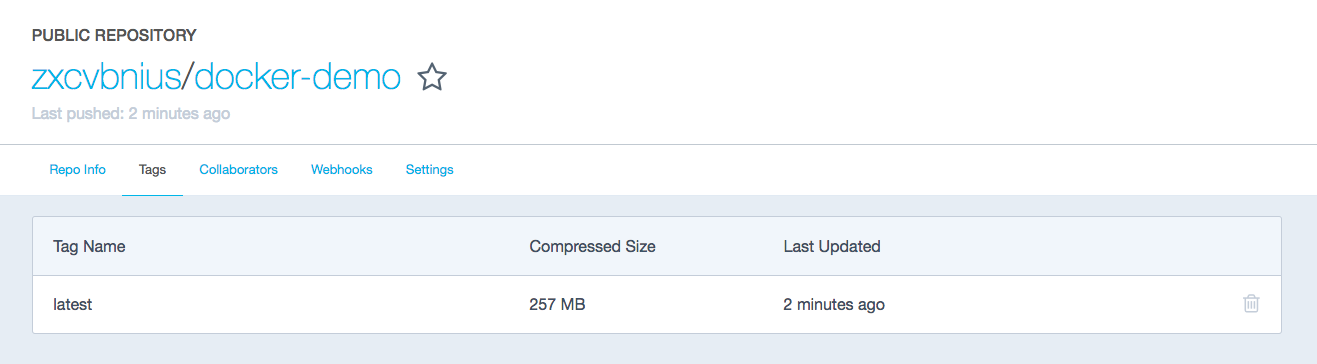 PUBLIC REPOSITORY
zxcvbnius/docker-demo
Last pushed: 2 minutes ago
Repo Info Tags Collaborators Webhooks Settings
Tag Name Compressed Size Last Updated
latest 257 MB 2 minutes ago